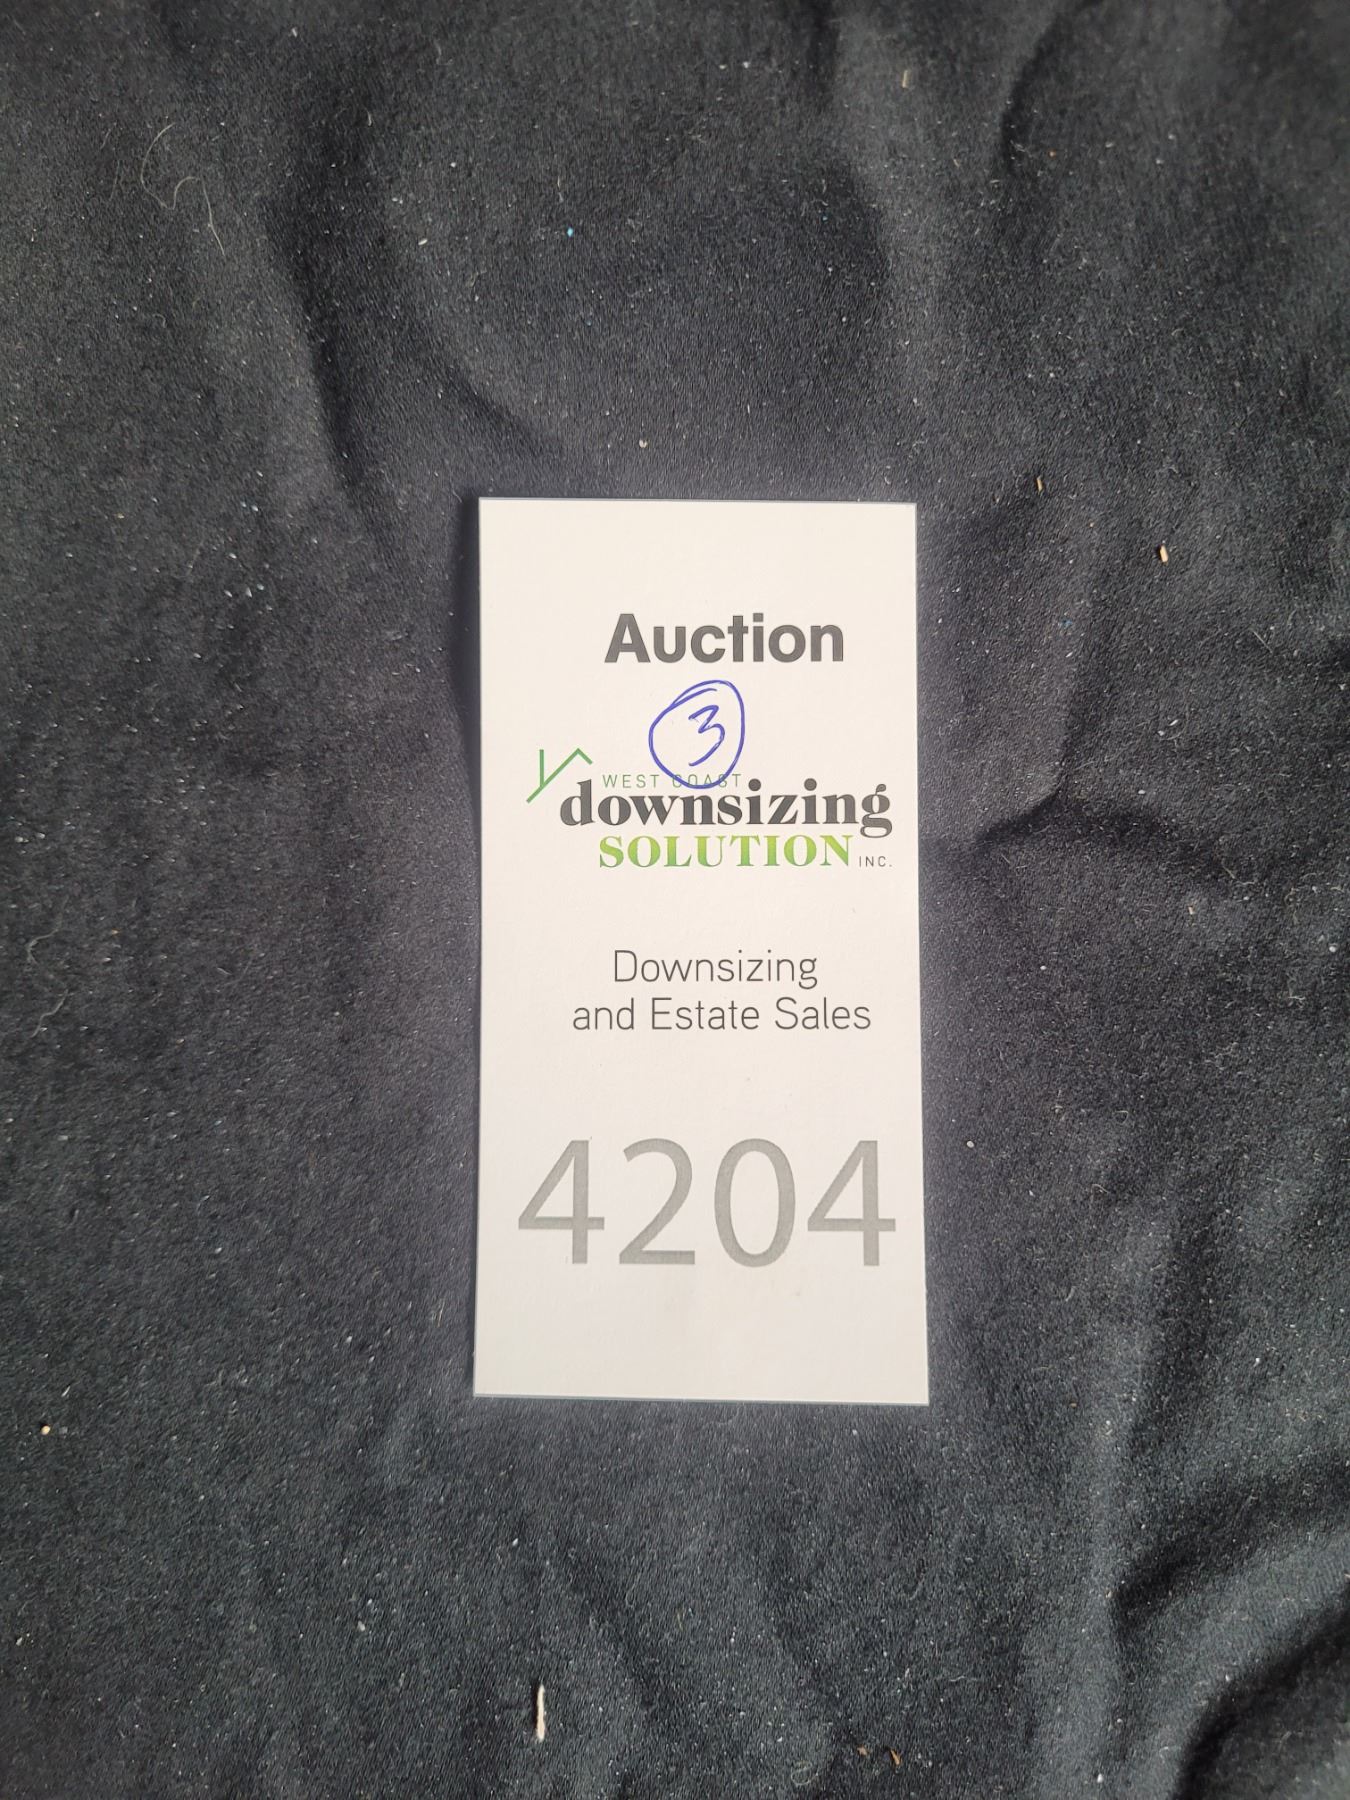 Auction
3
WEST COAST
downsizing
SOLUTION INC.
Downsizing
and Estate Sales
4204